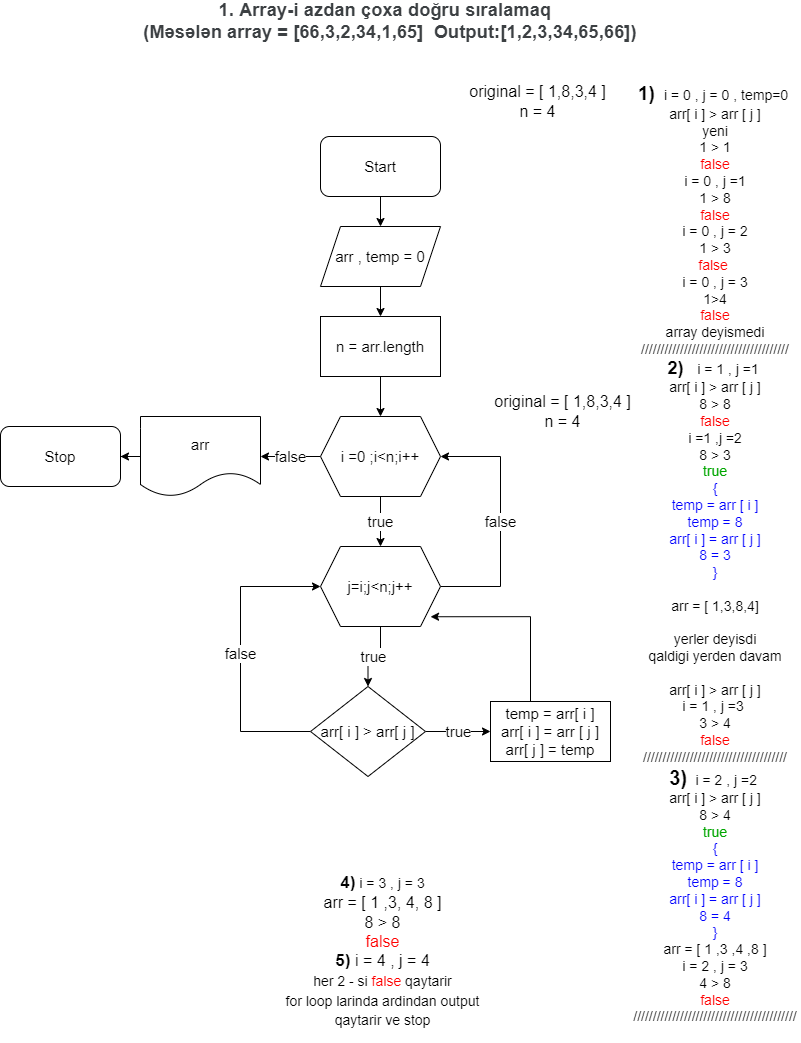 1. Array-i azdan çoxa doğru sıralamaq
(Məsələn array = [66,3,2,34,1,65] Output:[1,2,3,34,65,66])
original = [ 1,8,3,4 ]
n = 4
Start
arr , temp = 0
n = arr.length
original = [ 1,8,3,4 ]
n = 4
i =0 ;i<n;i++
false
arr
Stop
true
false
j=i;j<n;j++
true
false
arr[ i ] > arr[ j ]
true
temp = arr[ i ]
arr[ i ] = arr [ j ]
arr[ j ] = temp
1) i = 0 , j = 0 , temp=0
arr[ i ] > arr [ j ]
yeni
1 > 1
false
i = 0 , j =1
1 > 8
false
i = 0 , j = 2
1 > 3
false
i = 0 , j = 3
1>4
false
array deyismedi
//////////////////////////////////////
2) i = 1 , j =1
arr[ i ] > arr [ j ]
8 > 8
false
i =1 ,j =2
8 > 3
true
{
temp = arr [ i ]
temp = 8
arr[ i ] = arr [ j ]
8 = 3
}
arr = [ 1,3,8,4]
yerler deyisdi
qaldigi yerden davam
arr[ i ] > arr [ j ]
i = 1 , j =3
3 > 4
false
/////////////////////////////////////
3) i = 2 , j =2
arr[ i ] > arr [ j ]
8 > 4
true
{
temp = arr [ i ]
temp = 8
arr[ i ] = arr [ j ]
8 = 4
}
arr = [ 1 ,3 ,4 ,8 ]
i = 2 , j = 3
4 > 8
false
//////////////////////////////////////////
4) i = 3 , j = 3
arr = [ 1 ,3, 4, 8 ]
8 > 8
false
5) i = 4 , j = 4
her 2 - si false qaytarir
for loop larinda ardindan output
qaytarir ve stop